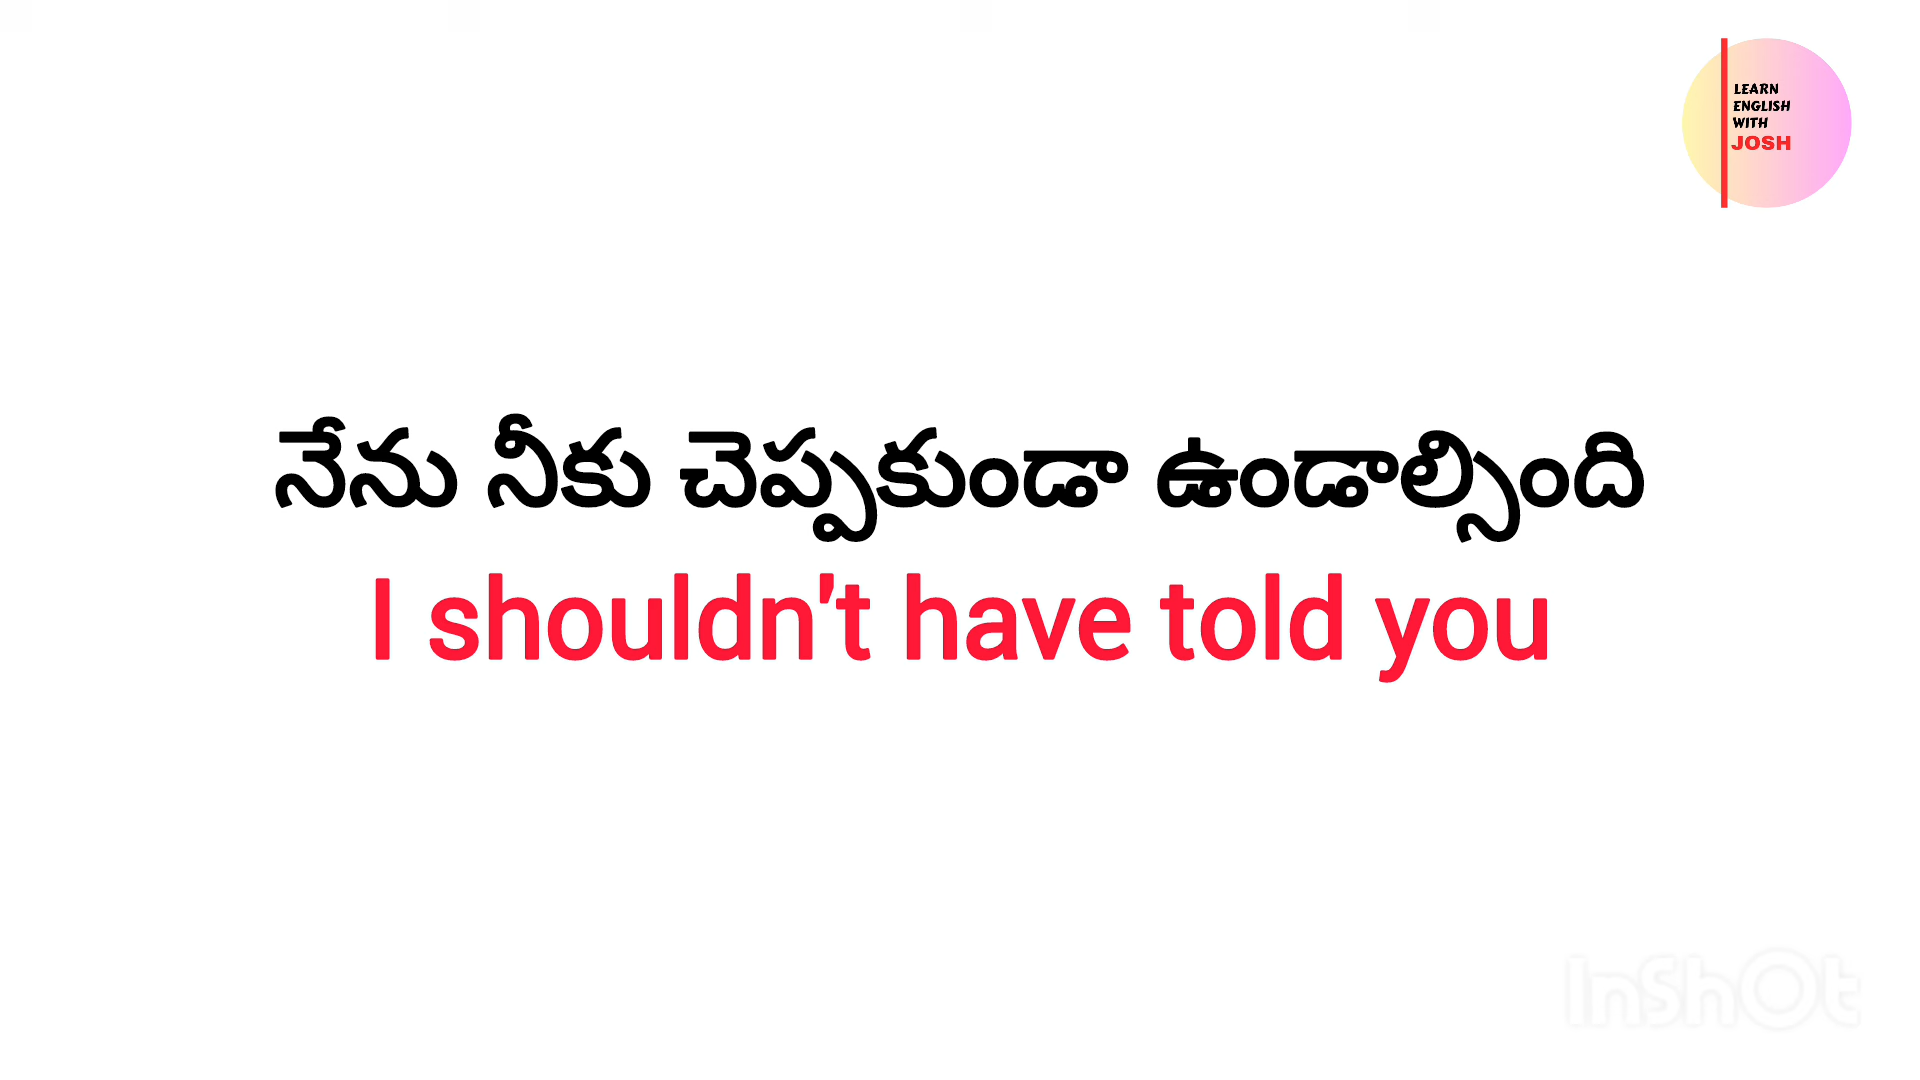 LEARN
ENGLISH
WITH
JOSH
నేను నీకు చెప్పకుండా ఉండాల్సింది
I shouldn't have told you
InShOt